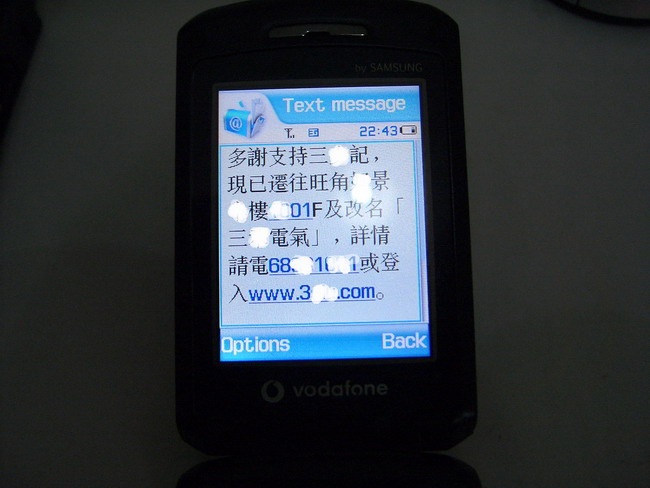 by SAMSUNG
Text message
22:43
多謝支持三記，
現已遷往旺角景
樓01F及改名「
三電氣」，詳情
請電6811或登
入www.3.com。
Options
Back
vodafone